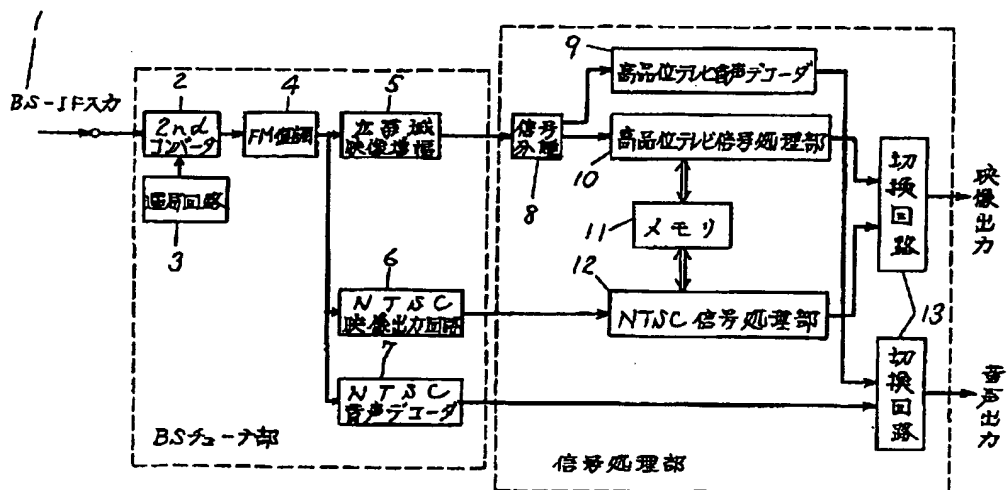 1
BS-IF入力
2
2nd
コンバータ
3
選局回路
4
FM復調
5
広帯域
映像増幅
6
NTSC
映像出力回路
7
NTSC
音声デコーダ
BSチューナ部
8
信号
分離
9
高品位テレビ音声デコーダ
10
高品位テレビ信号処理部
11
メモリ
12
NTSC信号処理部
13
切換回路
切換回路
映像出力
音声出力
信号処理部